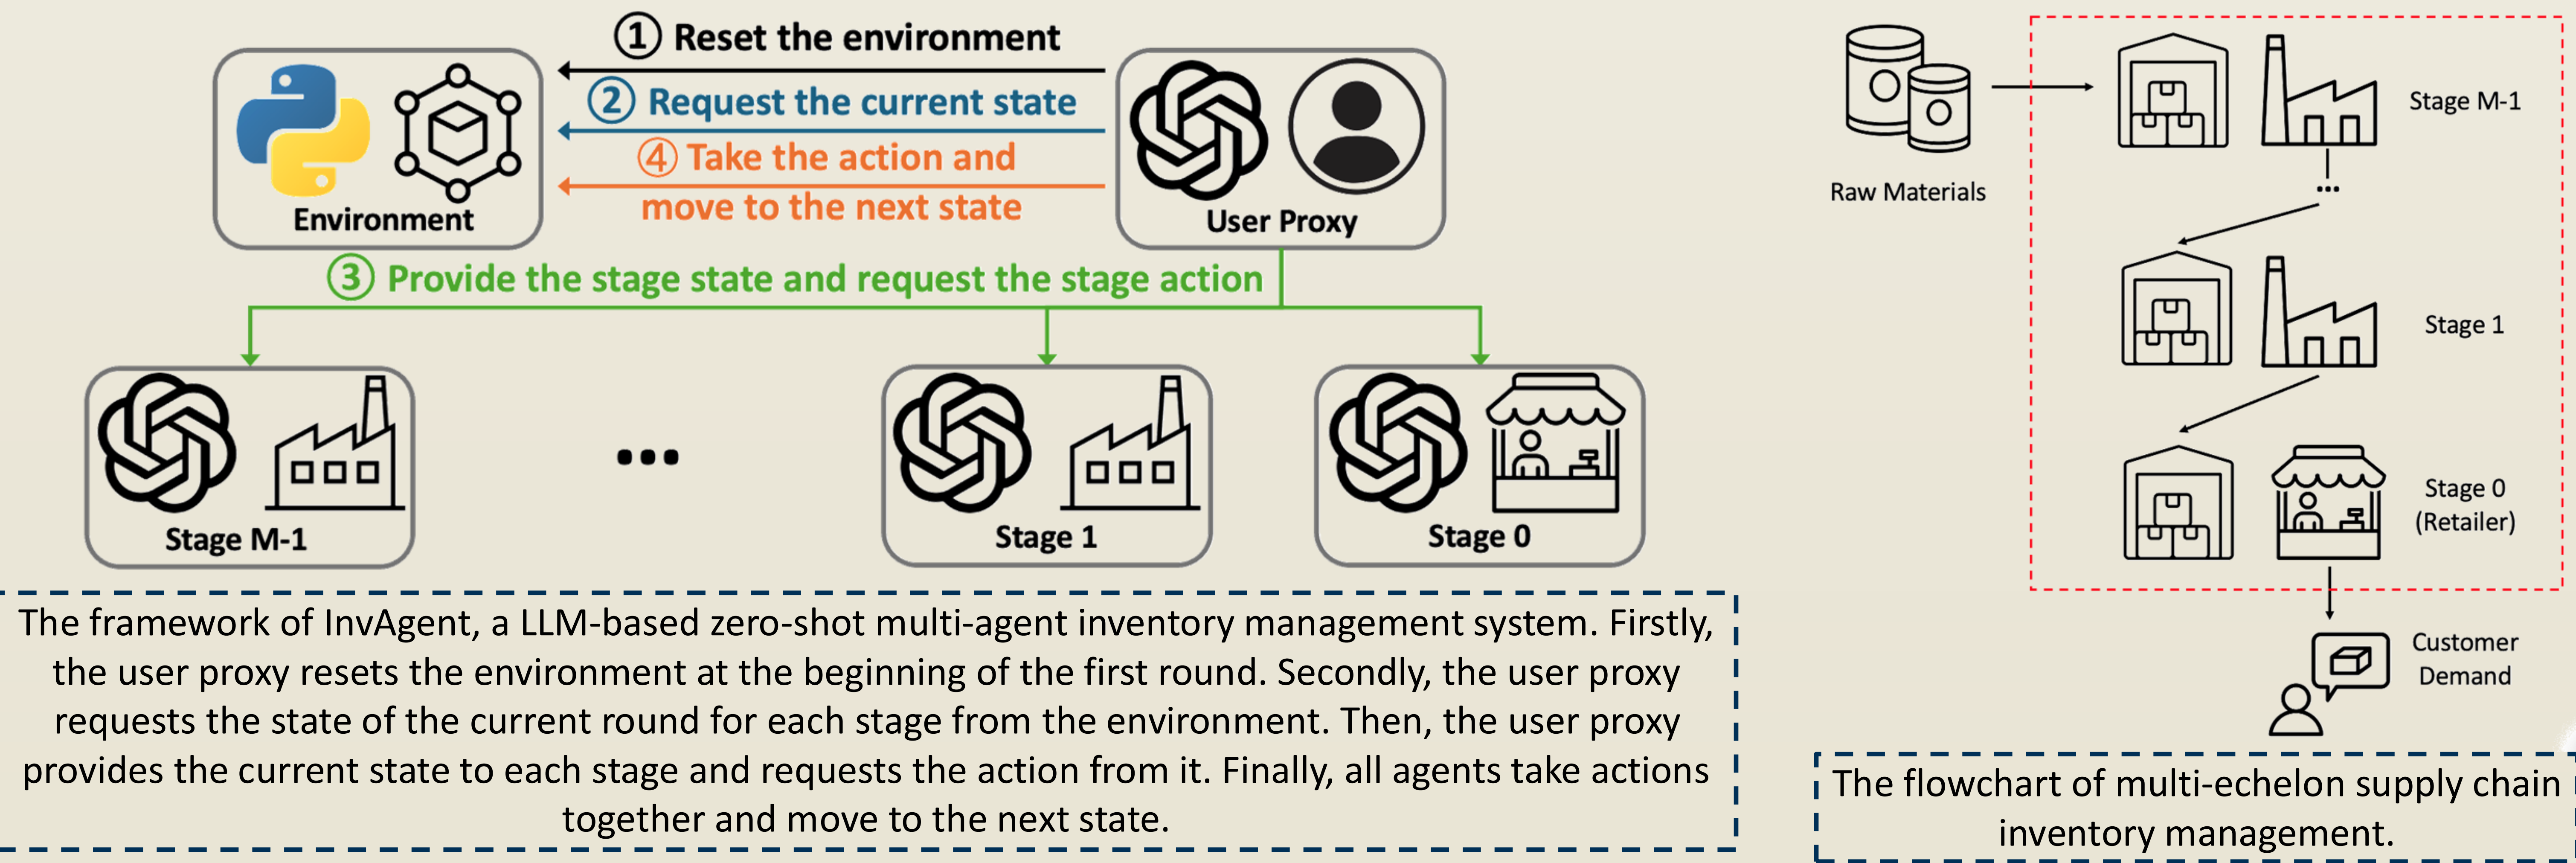 ① Reset the environment
② Request the current state
④ Take the action and
move to the next state
Environment
User Proxy
③ Provide the stage state and request the stage action
Stage M-1
...
Stage 1
Stage 0
The framework of InvAgent, a LLM-based zero-shot multi-agent inventory management system. Firstly,
the user proxy resets the environment at the beginning of the first round. Secondly, the user proxy
requests the state of the current round for each stage from the environment. Then, the user proxy
provides the current state to each stage and requests the action from it. Finally, all agents take actions
together and move to the next state.
Raw Materials
Stage M-1
...
Stage 1
Stage 0
(Retailer)
Customer
Demand
The flowchart of multi-echelon supply chain
inventory management.